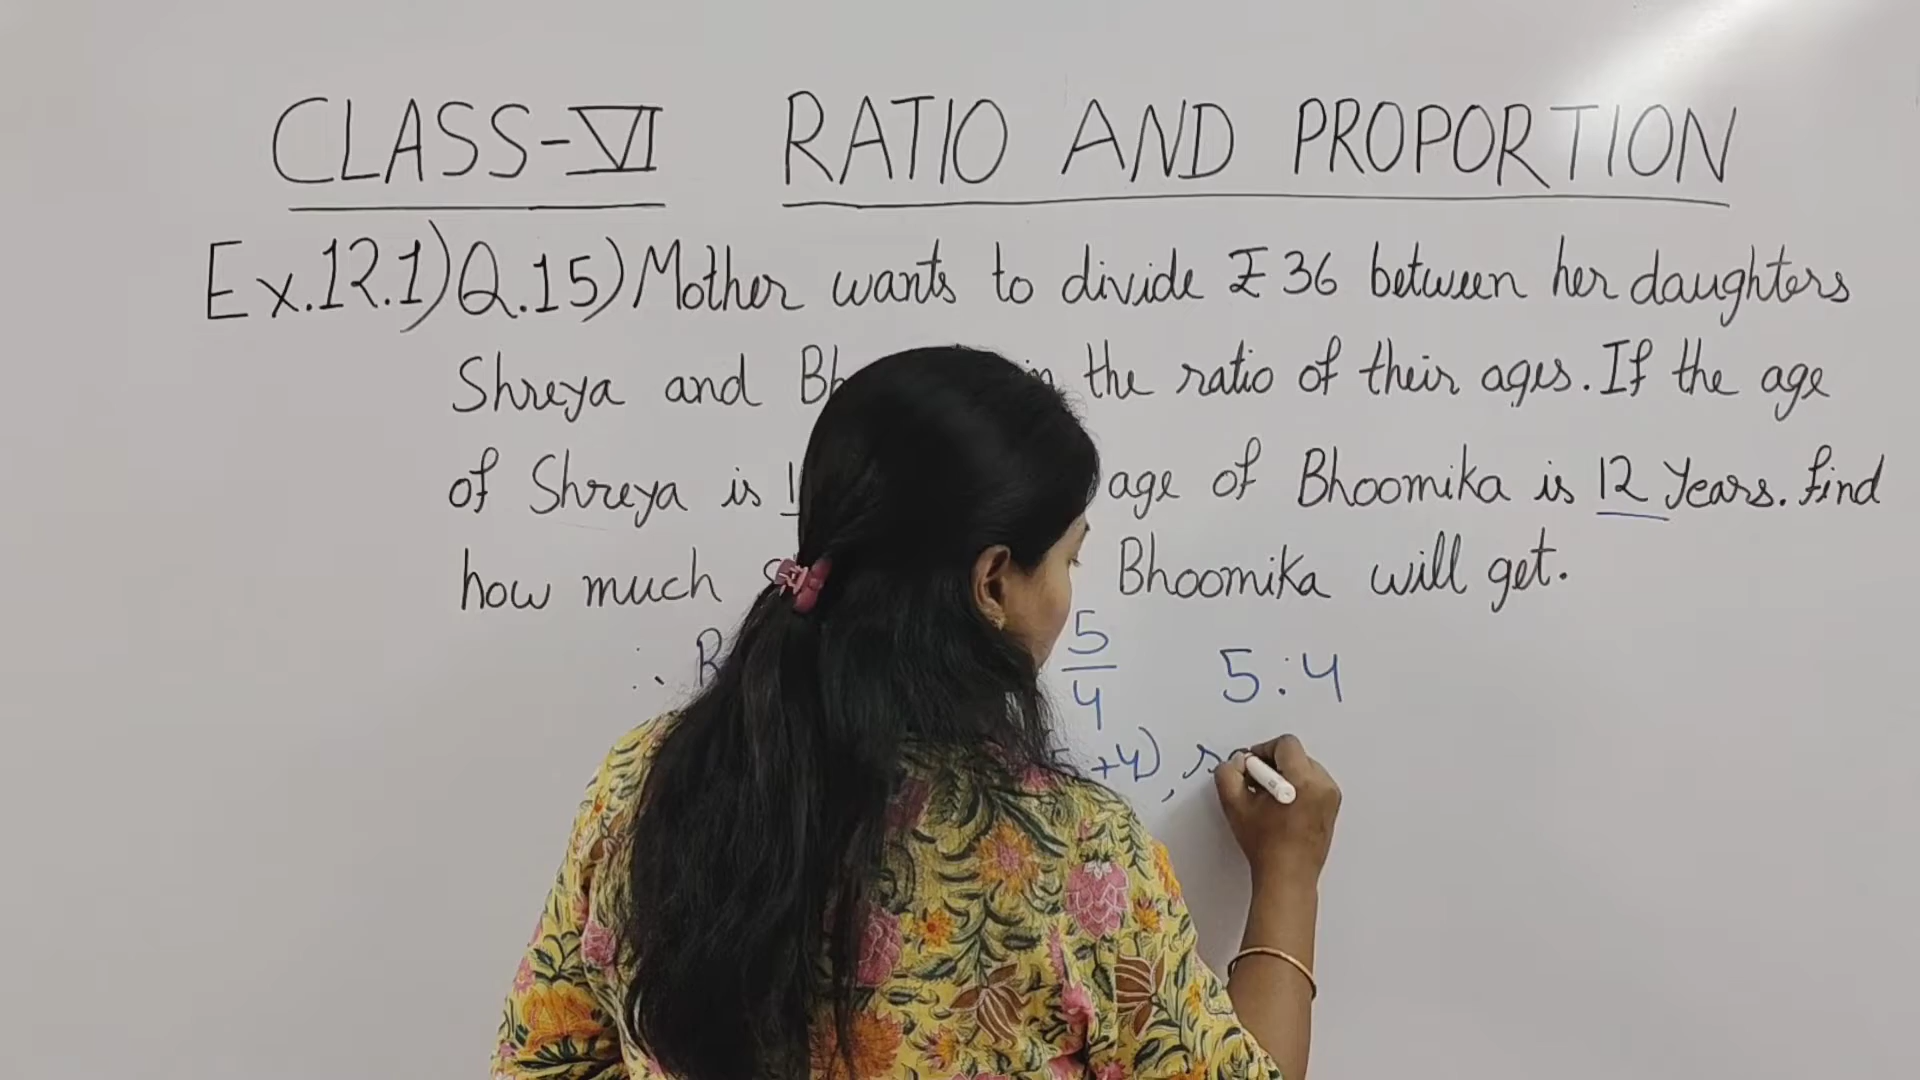 CLASS-VI RATIO AND PROPORTION
Ex.12.1) Q.15) Mother wants to divide ₹36 between her daughters
Shreya and in the ratio of their ages. If the age
of Shreya is age of Bhoomika is 12 Years. find
how much Bhoomika will get.
∴ 5/4 5:4
+4),